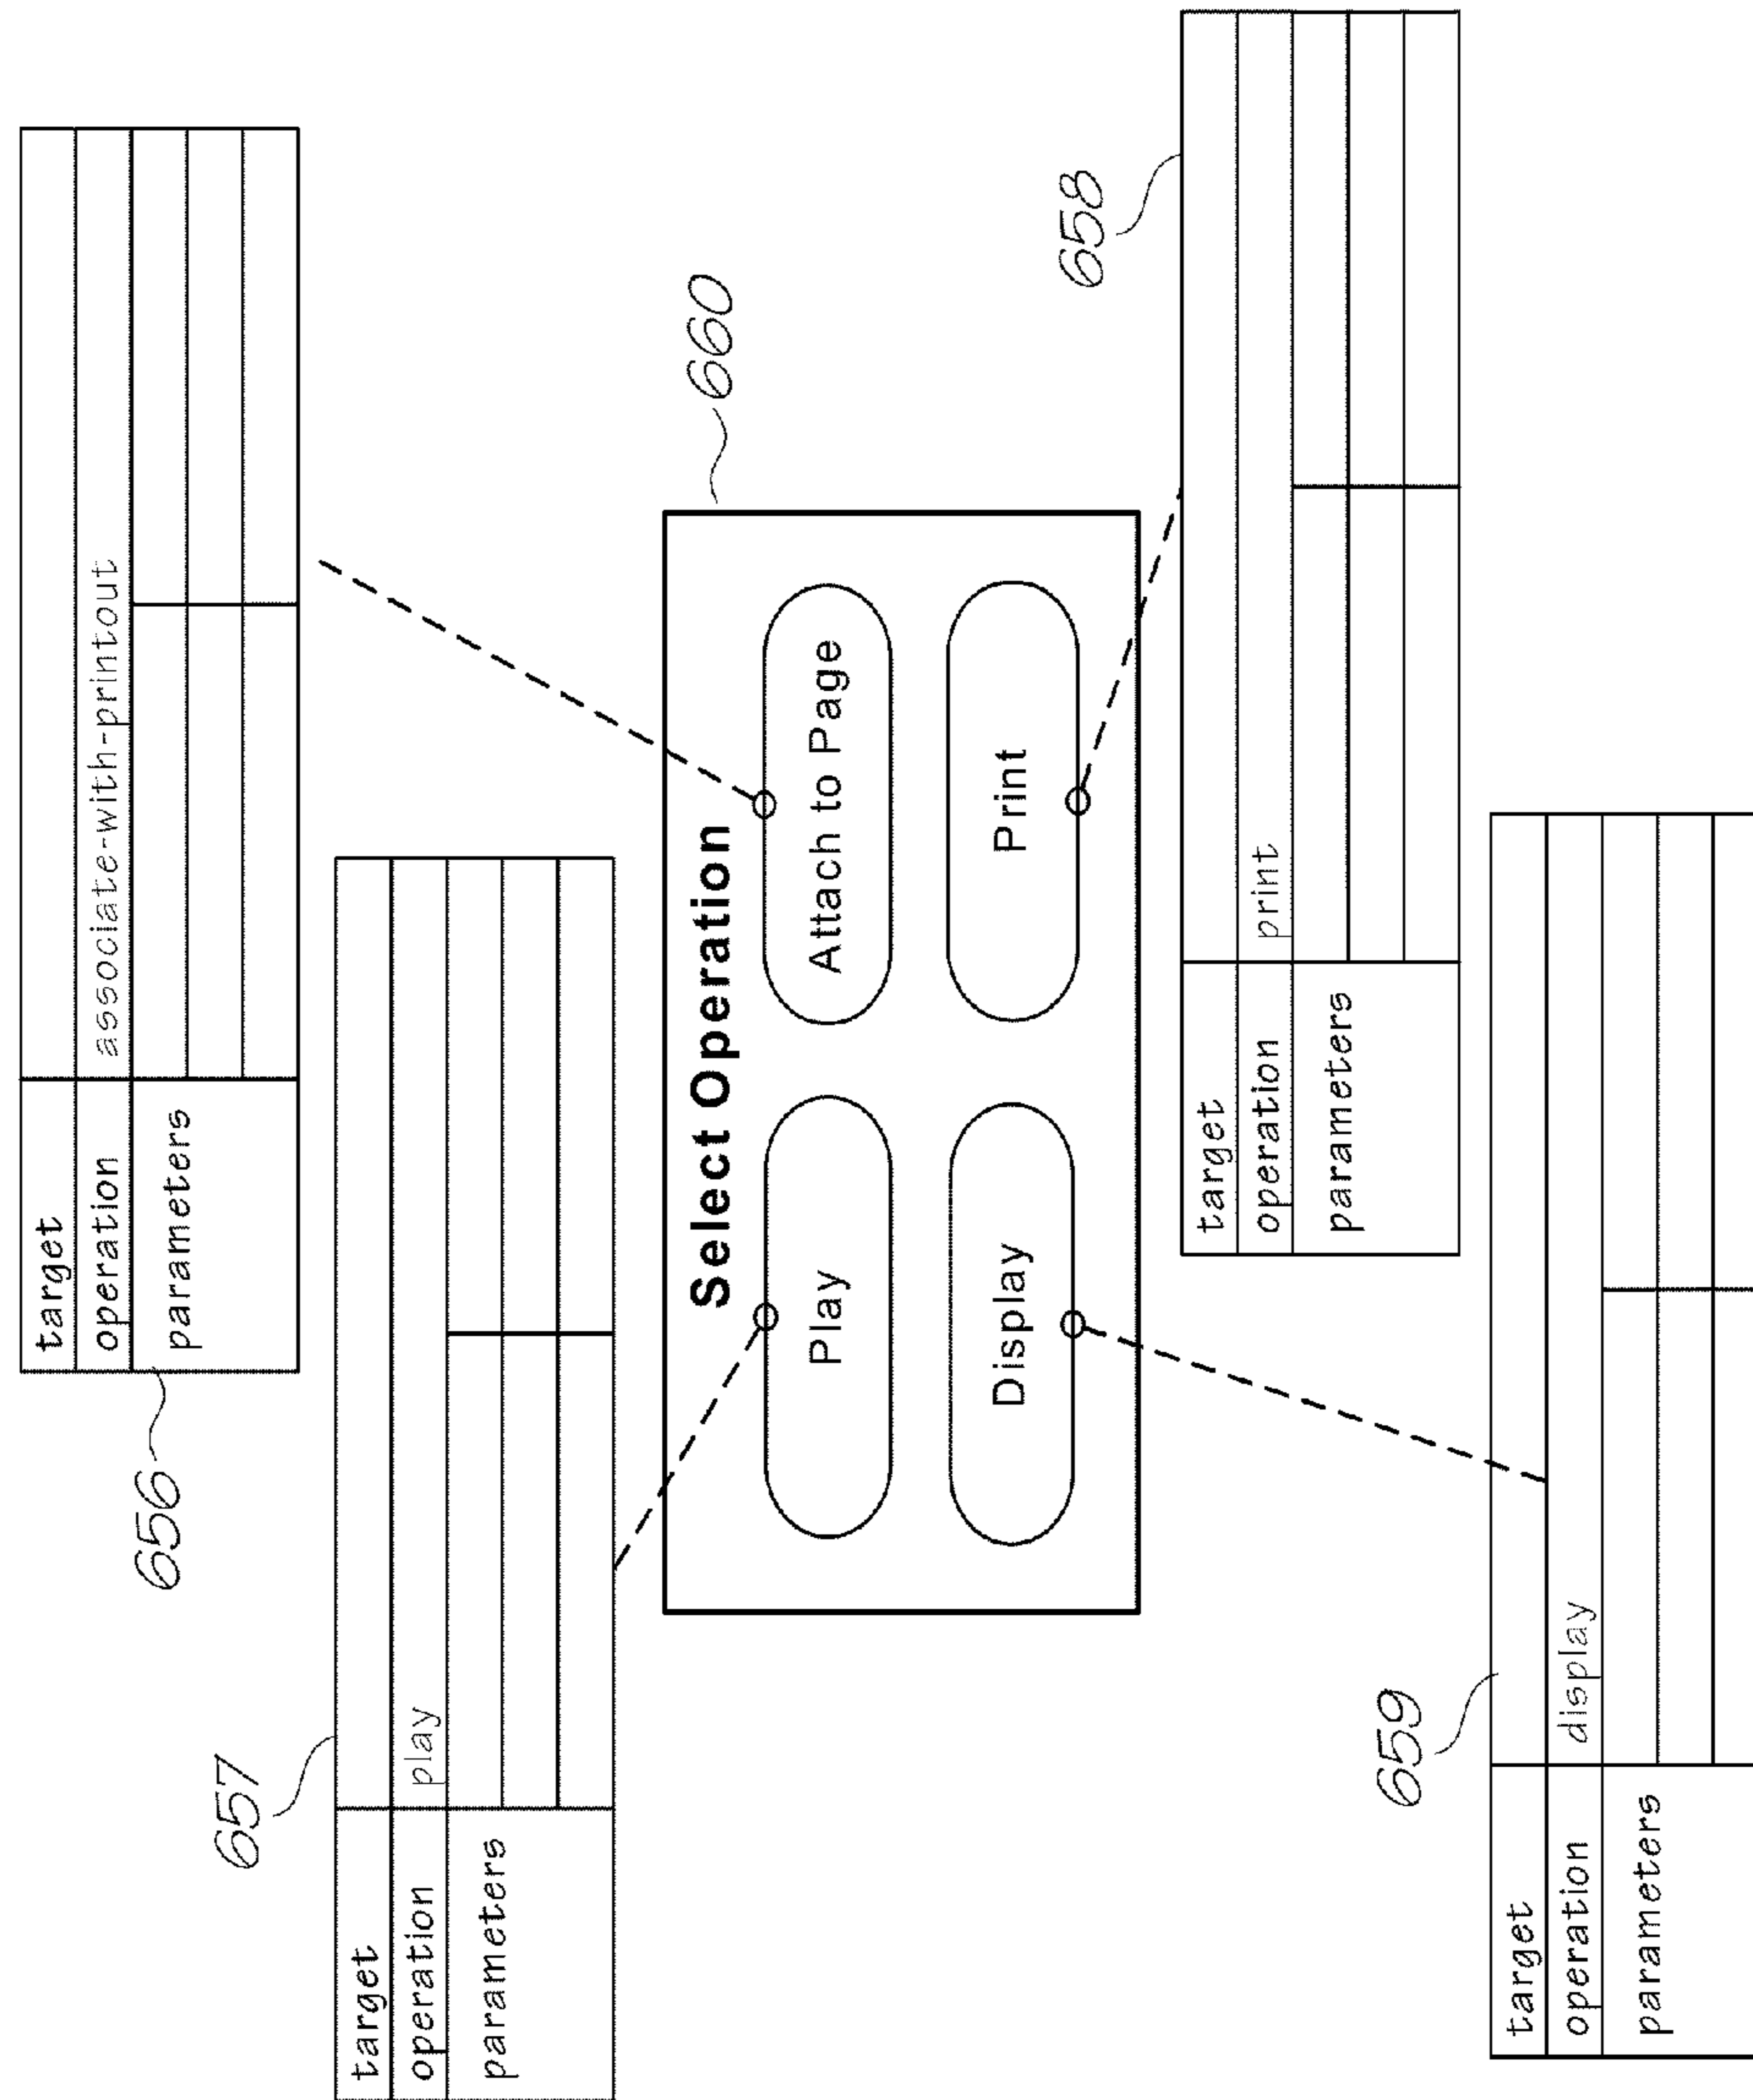 target
operation associate-with-printout
parameters
656
657
target
operation play
parameters
660
Select Operation
Play Attach to Page
Display Print
658
target
operation print
parameters
659
target
operation display
parameters